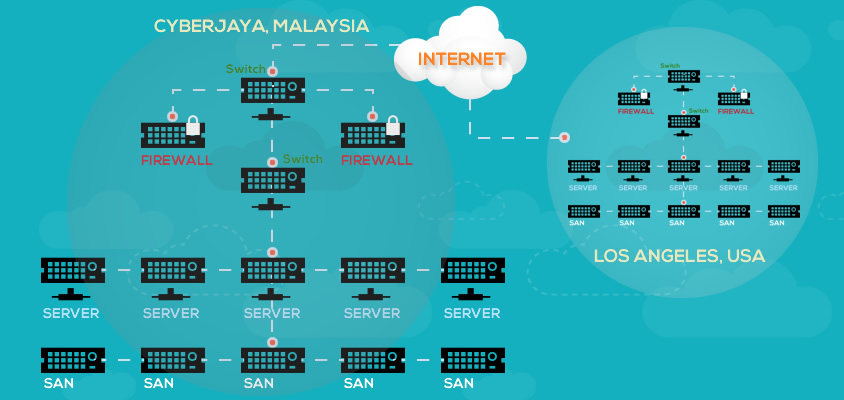 CYBERJAYA, MALAYSIA
INTERNET
Switch
FIREWALL
FIREWALL
Switch
SERVER
SERVER
SERVER
SERVER
SERVER
SAN
SAN
SAN
SAN
SAN
Switch
FIREWALL
FIREWALL
Switch
SERVER
SERVER
SERVER
SERVER
SERVER
SAN
SAN
SAN
SAN
SAN
LOS ANGELES, USA